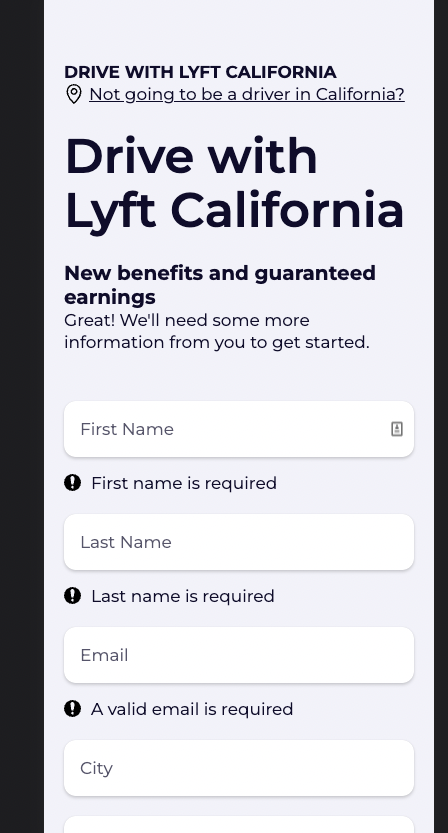 DRIVE WITH LYFT CALIFORNIA
Not going to be a driver in California?
Drive with
Lyft California
New benefits and guaranteed
earnings
Great! We'll need some more
information from you to get started.
First Name
First name is required
Last Name
Last name is required
Email
A valid email is required
City